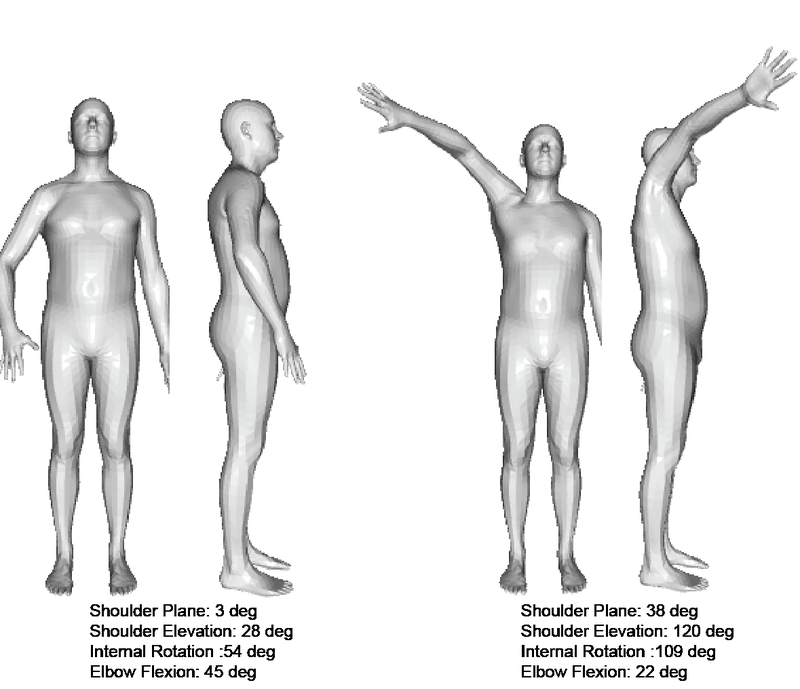 Shoulder Plane: 3 deg
Shoulder Elevation: 28 deg
Internal Rotation :54 deg
Elbow Flexion: 45 deg
Shoulder Plane: 38 deg
Shoulder Elevation: 120 deg
Internal Rotation :109 deg
Elbow Flexion: 22 deg